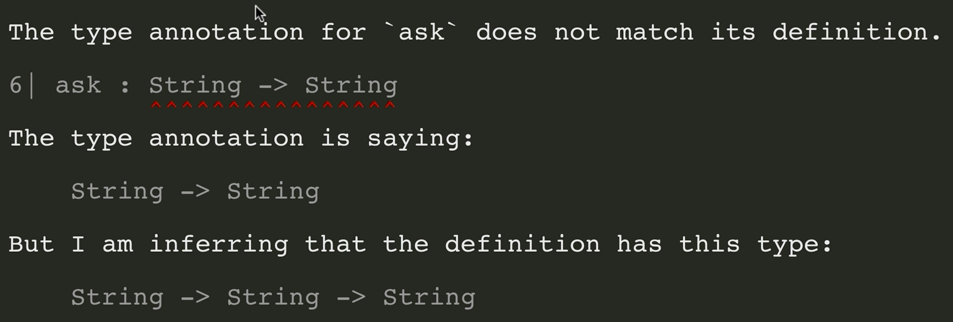 The type annotation for `ask` does not match its definition.
6| ask : String -> String
^^^^^^^^^^^^^^^^
The type annotation is saying:
String -> String
But I am inferring that the definition has this type:
String -> String -> String